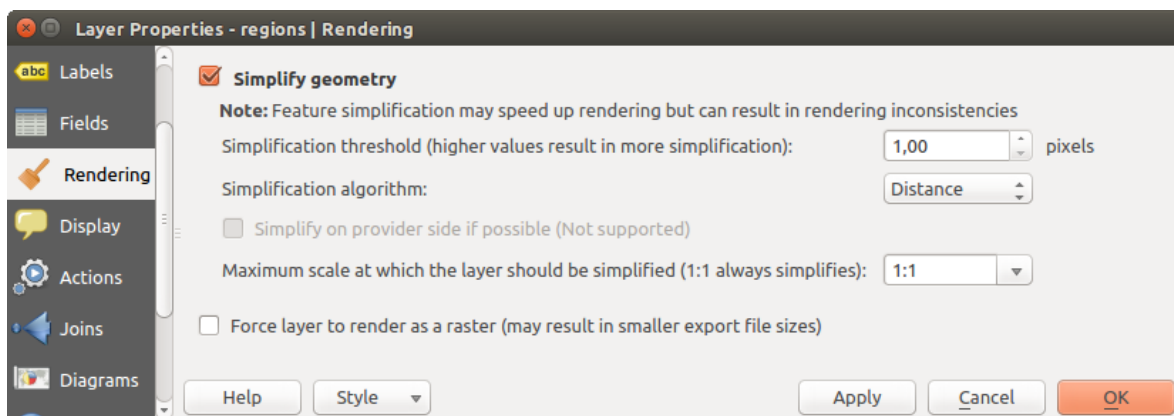 Layer Properties - regions | Rendering
abc Labels
Fields
Rendering
Display
Actions
Joins
Diagrams
Simplify geometry
Note: Feature simplification may speed up rendering but can result in rendering inconsistencies
Simplification threshold (higher values result in more simplification): 1,00 pixels
Simplification algorithm: Distance
Simplify on provider side if possible (Not supported)
Maximum scale at which the layer should be simplified (1:1 always simplifies): 1:1
Force layer to render as a raster (may result in smaller export file sizes)
Help Style Apply Cancel OK